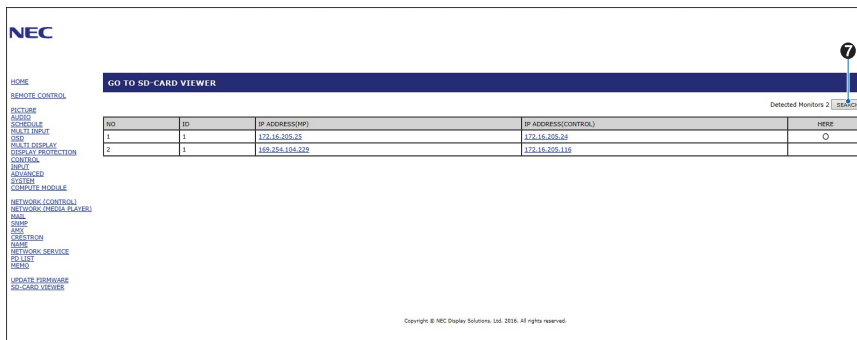 NEC
7
HOME
REMOTE CONTROL
PICTURE
AUDIO
SCHEDULE
MULTI INPUT
OSD
MULTI DISPLAY
DISPLAY PROTECTION
CONTROL
INPUT
ADVANCED
SYSTEM
COMPUTE MODULE
NETWORK (CONTROL)
NETWORK (MEDIA PLAYER)
MAIL
SNMP
AMX
CRESTRON
NAME
NETWORK SERVICE
PD LIST
MEMO
UPDATE FIRMWARE
SD-CARD VIEWER
GO TO SD-CARD VIEWER
Detected Monitors 2 SEARCH
NO ID IP ADDRESS(MP) IP ADDRESS(CONTROL) HERE
1 1 172.16.205.25 172.16.205.24 O
2 1 169.254.104.229 172.16.205.116
Copyright © NEC Display Solutions, Ltd. 2016. All rights reserved.